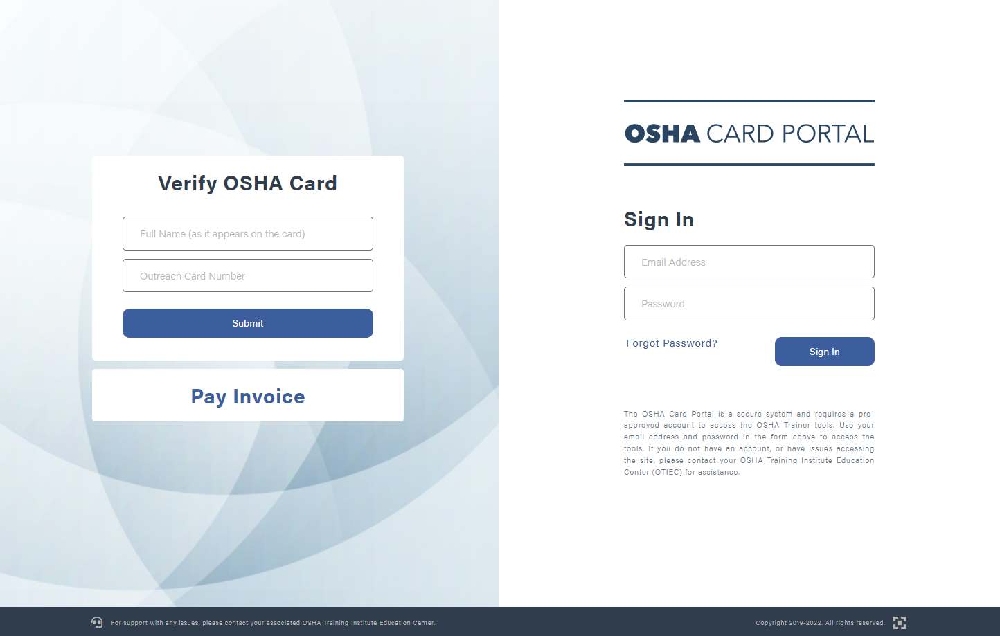 Verify OSHA Card
Full Name (as it appears on the card)
Outreach Card Number
Submit
Pay Invoice
OSHA CARD PORTAL
Sign In
Email Address
Password
Forgot Password?
Sign In
The OSHA Card Portal is a secure system and requires a pre-
approved account to access the OSHA Trainer tools. Use your
email address and password in the form above to access the
tools. If you do not have an account, or have issues accessing
the site, please contact your OSHA Training Institute Education
Center (OTIEC) for assistance.
For support with any issues, please contact your associated OSHA Training Institute Education Center.
Copyright 2019-2022. All rights reserved.